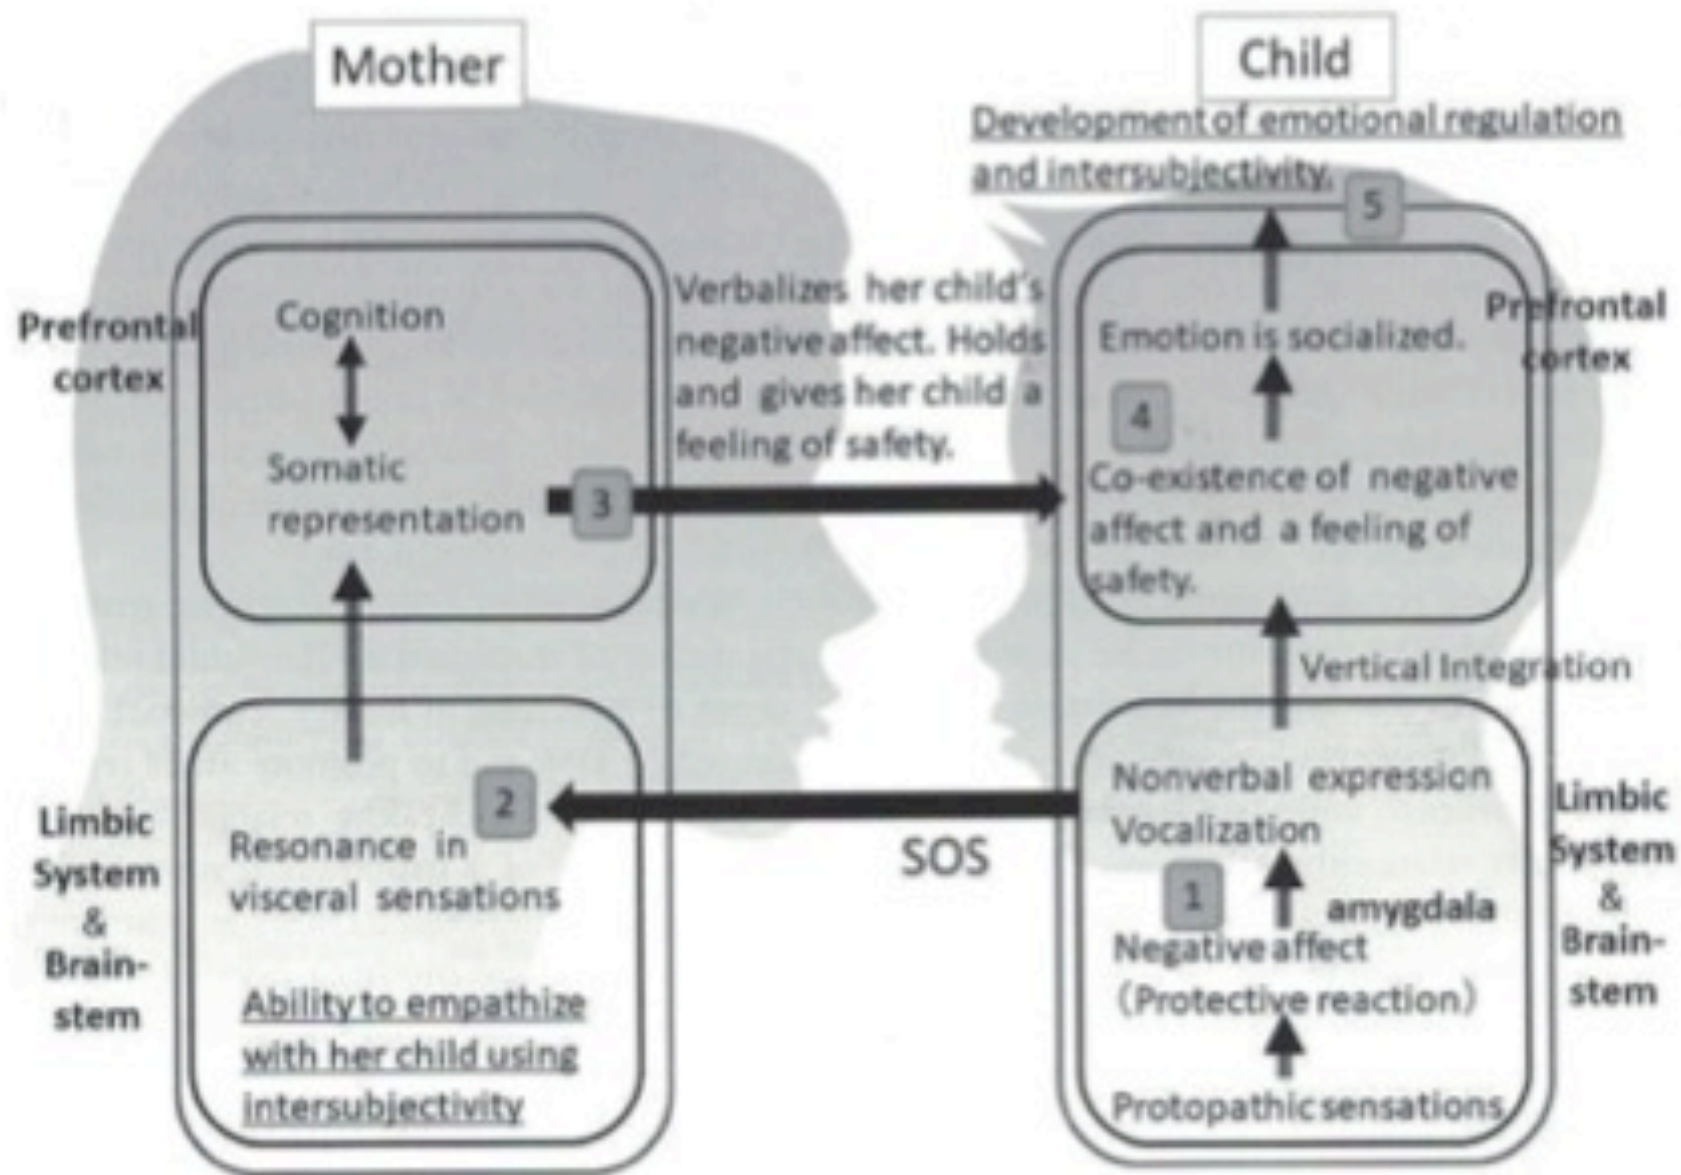 Mother
Prefrontal
cortex
Cognition
Somatic
representation
3
Verbalizes her child's
negative affect. Holds
and gives her child a
feeling of safety.
Limbic
System
&
Brain-
stem
2
Resonance in
visceral sensations
Ability to empathize
with her child using
intersubjectivity
SOS
Child
Development of emotional regulation
and intersubjectivity.
5
Prefrontal
cortex
Emotion is socialized.
4
Co-existence of negative
affect and a feeling of
safety.
Vertical Integration
Nonverbal expression
Vocalization
1
amygdala
Negative affect
(Protective reaction)
Protopathic sensations
Limbic
System
&
Brain-
stem